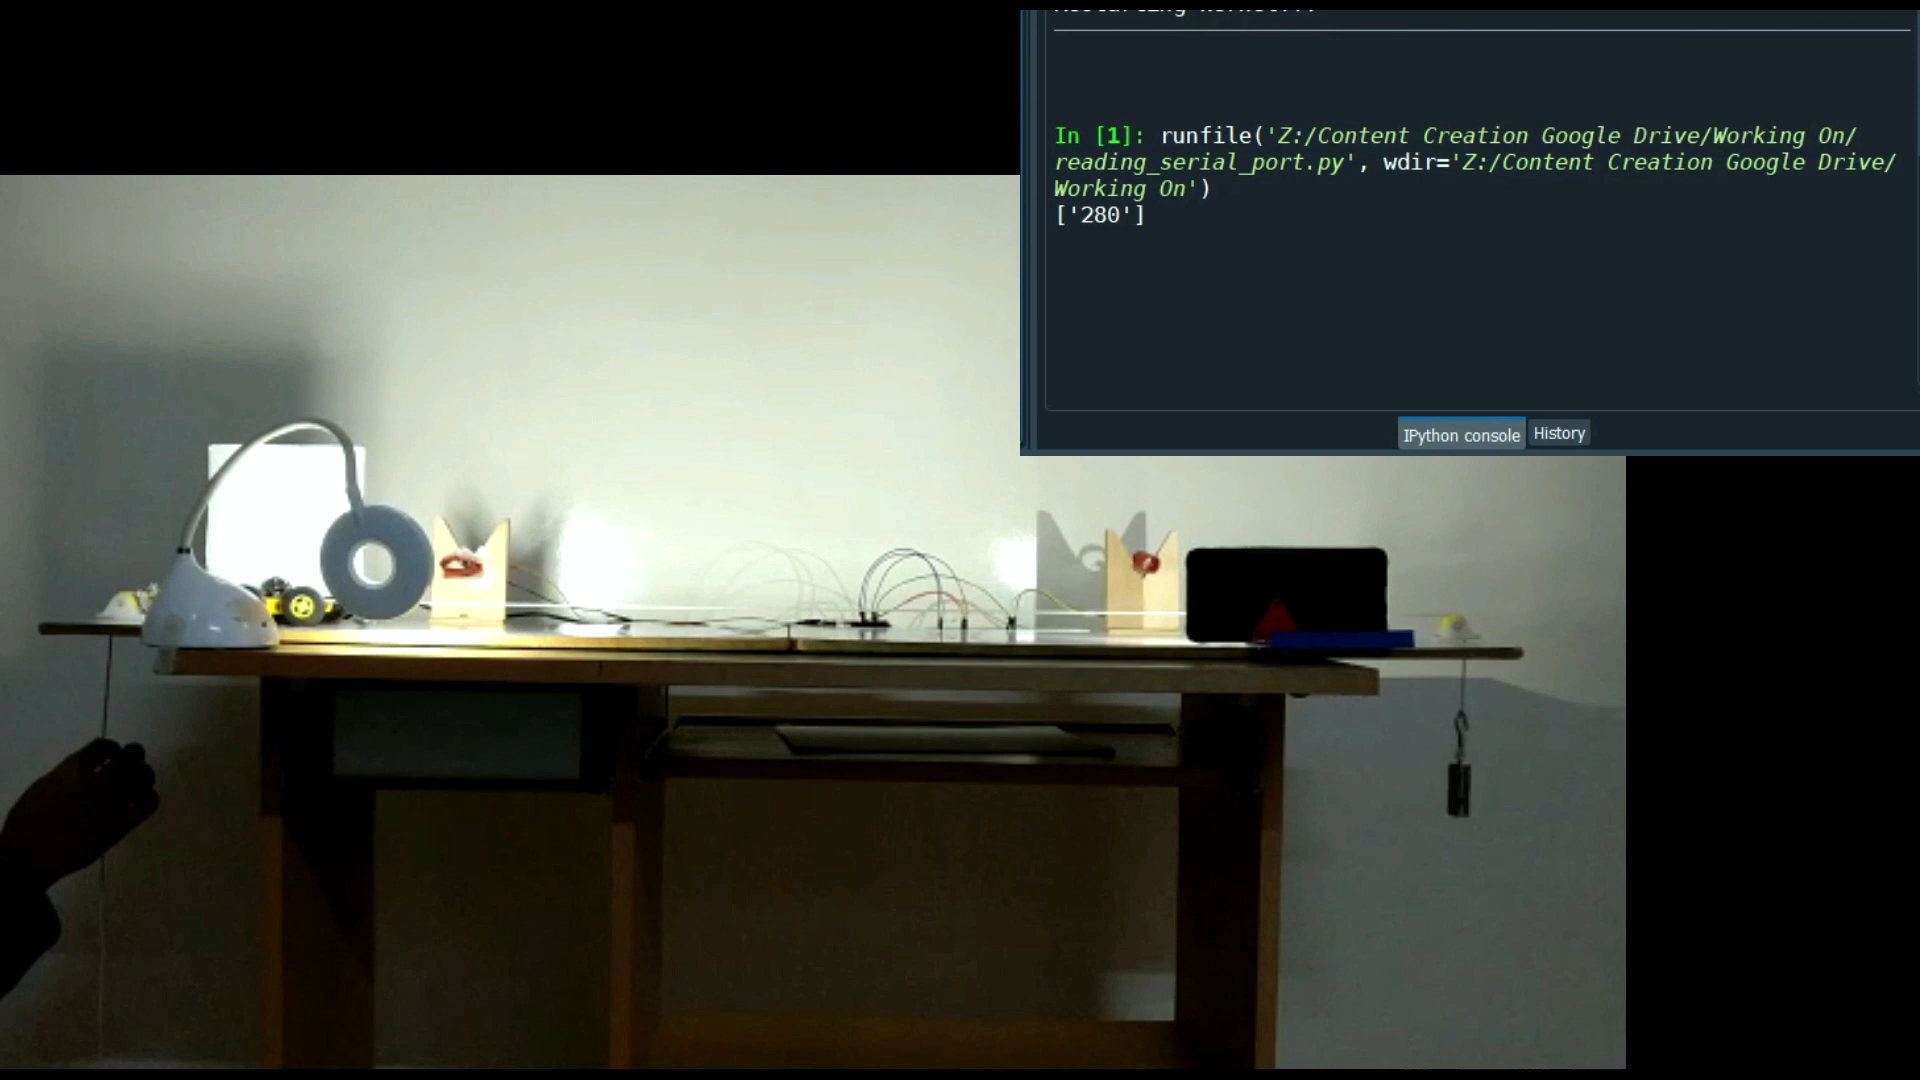 In [1]: runfile('Z:/Content Creation Google Drive/Working On/
reading_serial_port.py', wdir='Z:/Content Creation Google Drive/
Working On')
['280']
IPython console
History